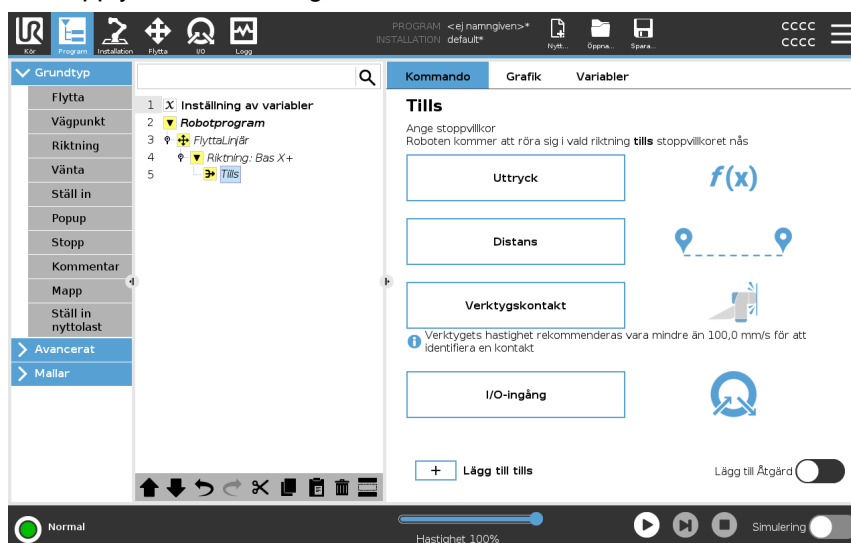 PROGRAM <ej namngiven>*
INSTALLATION default*
Kör
Program
Installation
Flytta
I/O
Logg
Nytt...
Öppna...
Spara...
cccc
cccc
Grundtyp
Flytta
Vägpunkt
Riktning
Vänta
Ställ in
Popup
Stopp
Kommentar
Mapp
Ställ in
nyttolast
Avancerat
Mallar
1 X Inställning av variabler
2 Robotprogram
3 FlyttaLinjär
4 Riktning: Bas X+
5 Tills
Kommando Grafik Variabler
Tills
Ange stoppvillkor
Roboten kommer att röra sig i vald riktning tills stoppvillkoret nås
Uttryck
f(x)
Distans
Verktygskontakt
Verktygets hastighet rekommenderas vara mindre än 100,0 mm/s för att
identifiera en kontakt
I/O-ingång
+ Lägg till tills
Lägg till Åtgärd
Normal
Hastighet 100%
Simulering